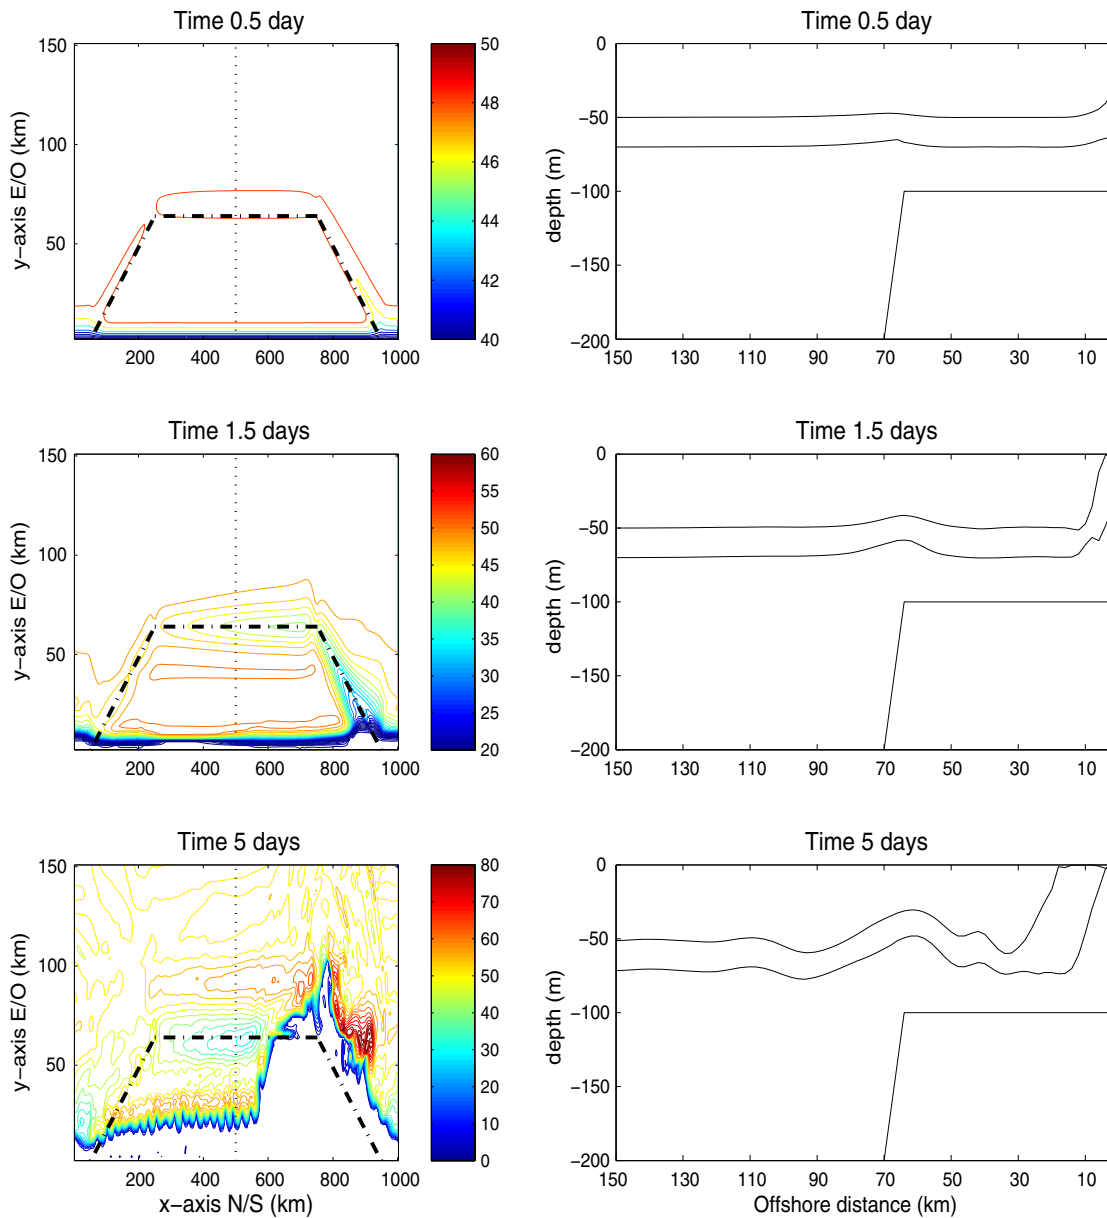 Time 0.5 day
Time 0.5 day
150
100
50
y-axis E/O (km)
200 400 600 800 1000
50
48
46
44
42
40
0
-50
-100
-150
-200
depth (m)
150 130 110 90 70 50 30 10
Time 1.5 days
Time 1.5 days
150
100
50
y-axis E/O (km)
200 400 600 800 1000
60
55
50
45
40
35
30
25
20
0
-50
-100
-150
-200
depth (m)
150 130 110 90 70 50 30 10
Time 5 days
Time 5 days
150
100
50
y-axis E/O (km)
200 400 600 800 1000
x-axis N/S (km)
80
70
60
50
40
30
20
10
0
0
-50
-100
-150
-200
depth (m)
150 130 110 90 70 50 30 10
Offshore distance (km)